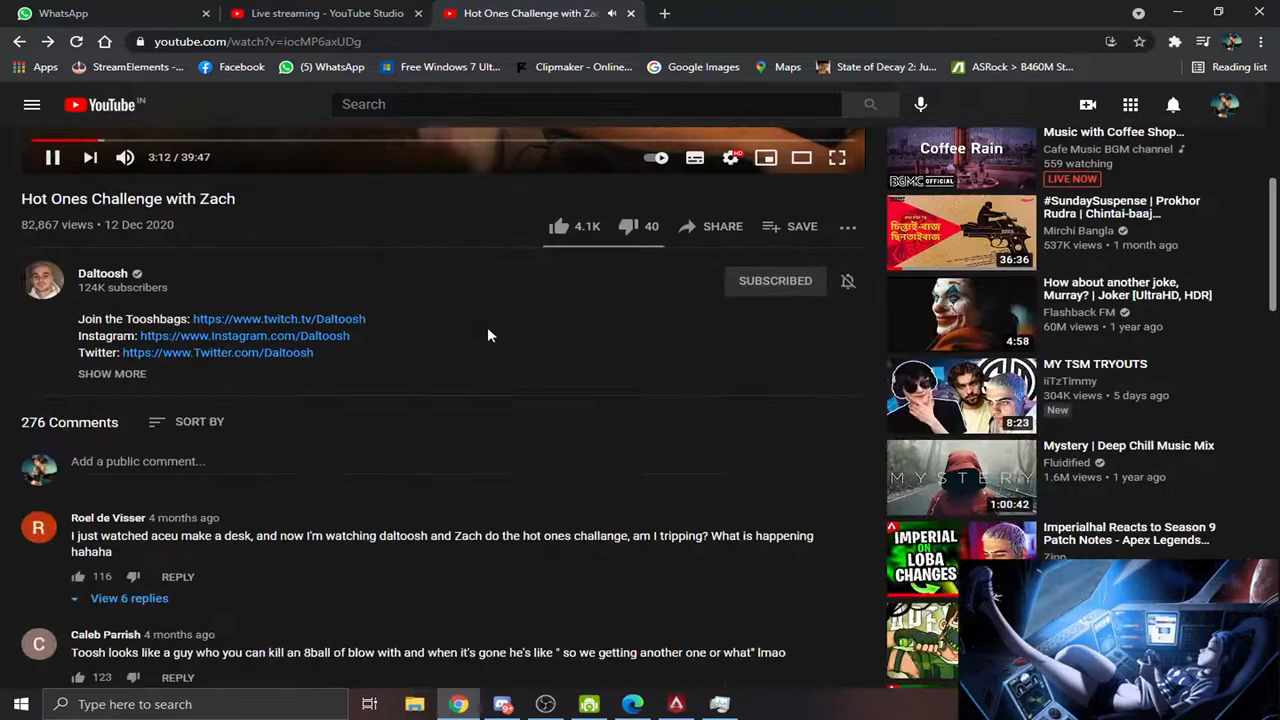 WhatsApp
Live streaming - YouTube Studio
Hot Ones Challenge with Za
youtube.com/watch?v=iocMP6axUDg
Apps
StreamElements -...
Facebook
(5) WhatsApp
Free Windows 7 Ult...
Clipmaker - Online...
Google Images
Maps
State of Decay 2: Ju...
ASRock > B460M St...
Reading list
YouTube IN
Search
3:12 / 39:47
HD
Hot Ones Challenge with Zach
82,867 views • 12 Dec 2020
4.1K
40
SHARE
SAVE
Daltoosh
124K subscribers
SUBSCRIBED
Join the Tooshbags: https://www.twitch.tv/Daltoosh
Instagram: https://www.Instagram.com/Daltoosh
Twitter: https://www.Twitter.com/Daltoosh
SHOW MORE
276 Comments
SORT BY
Add a public comment...
R
Roel de Visser 4 months ago
I just watched aceu make a desk, and now I'm watching daltoosh and Zach do the hot ones challange, am I tripping? What is happening
hahaha
116
REPLY
View 6 replies
C
Caleb Parrish 4 months ago
Toosh looks like a guy who you can kill an 8ball of blow with and when it's gone he's like " so we getting another one or what" lmao
123
REPLY
Coffee Rain
BGMC OFFICIAL
Music with Coffee Shop...
Cafe Music BGM channel
559 watching
LIVE NOW
ছিনতাই-বাজ
36:36
#SundaySuspense | Prokhor
Rudra | Chintai-baaj...
Mirchi Bangla
537K views • 1 month ago
4:58
How about another joke,
Murray? | Joker [UltraHD, HDR]
Flashback FM
60M views • 1 year ago
8:23
MY TSM TRYOUTS
iiTzTimmy
304K views • 5 days ago
New
MYSTERY
1:00:42
Mystery | Deep Chill Music Mix
Fluidified
1.6M views • 1 year ago
IMPERIAL
ON
LOBA
CHANGES
Imperialhal Reacts to Season 9
Patch Notes - Apex Legends...
Type here to search